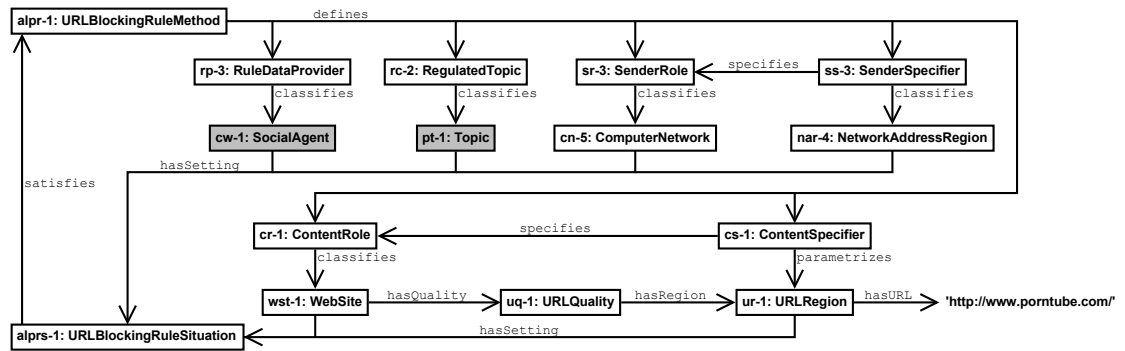 alpr-1: URLBlockingRuleMethod
defines
rp-3: RuleDataProvider
rc-2: RegulatedTopic
sr-3: SenderRole
specifies
ss-3: SenderSpecifier
classifies
classifies
classifies
classifies
cw-1: SocialAgent
pt-1: Topic
cn-5: ComputerNetwork
nar-4: NetworkAddressRegion
hasSetting
satisfies
cr-1: ContentRole
specifies
cs-1: ContentSpecifier
classifies
parametrizes
wst-1: WebSite
hasQuality
uq-1: URLQuality
hasRegion
ur-1: URLRegion
hasURL
'http://www.porntube.com/'
alprs-1: URLBlockingRuleSituation
hasSetting